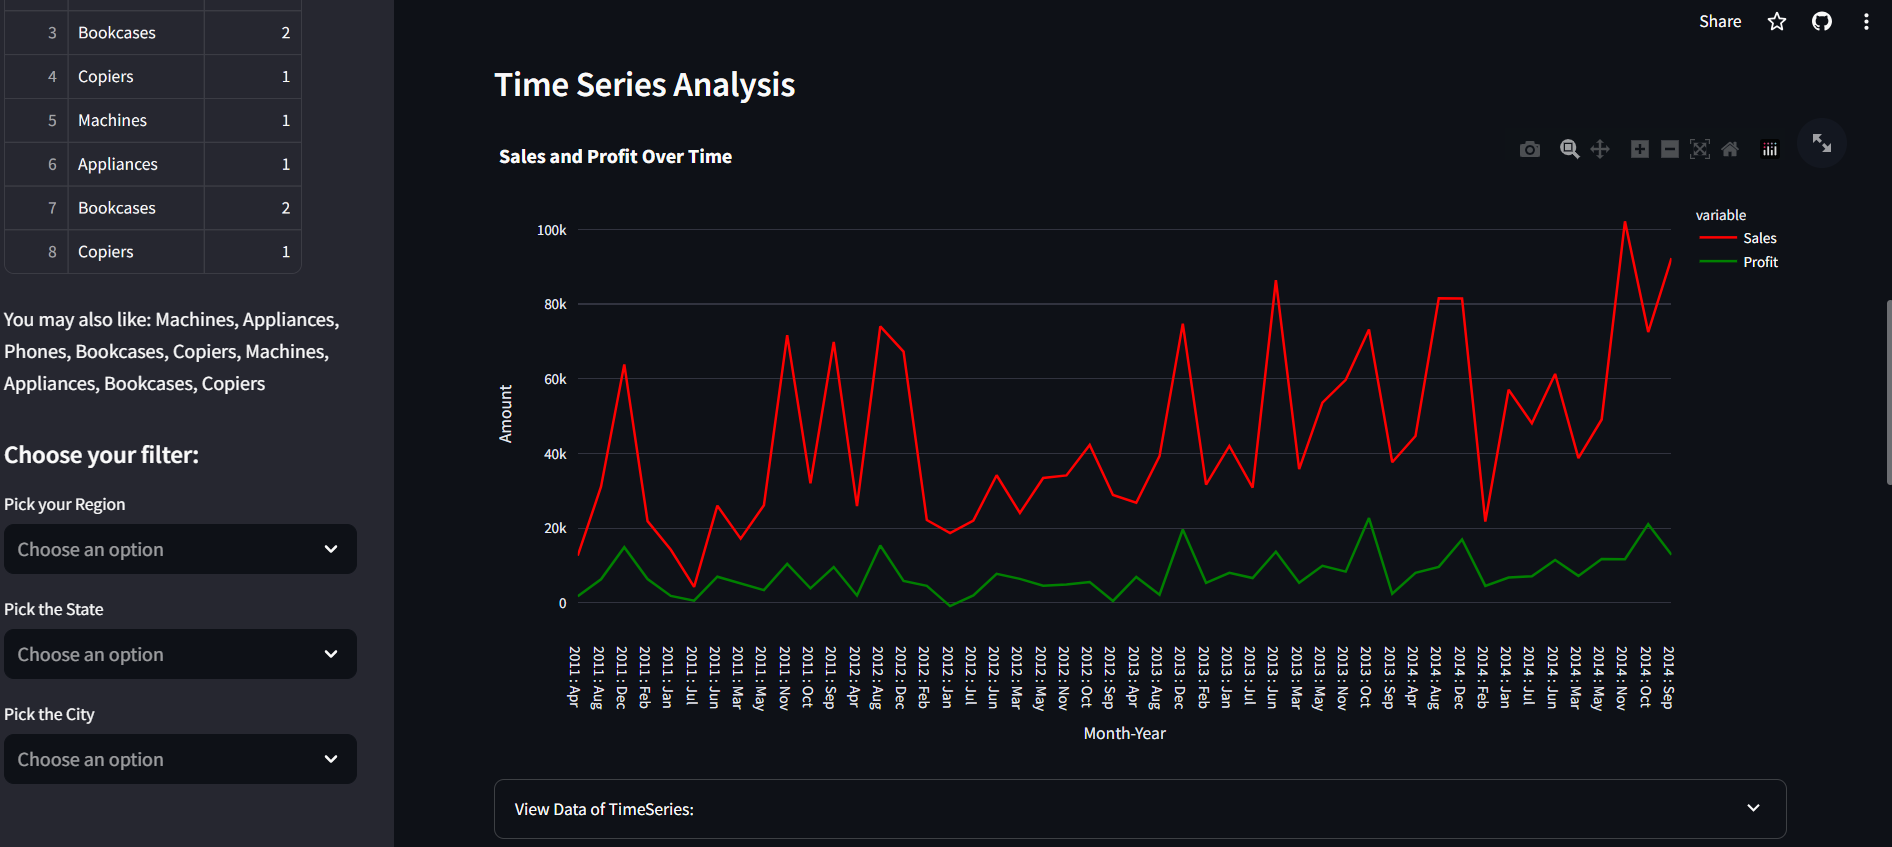 3 Bookcases 2
4 Copiers 1
5 Machines 1
6 Appliances 1
7 Bookcases 2
8 Copiers 1
You may also like: Machines, Appliances,
Phones, Bookcases, Copiers, Machines,
Appliances, Bookcases, Copiers
Choose your filter:
Pick your Region
Choose an option
Pick the State
Choose an option
Pick the City
Choose an option
Share
Time Series Analysis
Sales and Profit Over Time
variable
Sales
Profit
100k
80k
60k
40k
20k
0
Amount
2011 : Apr
2011 : Aug
2011 : Dec
2011 : Feb
2011 : Jan
2011 : Jul
2011 : Jun
2011 : Mar
2011 : May
2011 : Nov
2011 : Oct
2011 : Sep
2012 : Apr
2012 : Aug
2012 : Dec
2012 : Feb
2012 : Jan
2012 : Jul
2012 : Jun
2012 : Mar
2012 : May
2012 : Nov
2012 : Oct
2012 : Sep
2013 : Apr
2013 : Aug
2013 : Dec
2013 : Feb
2013 : Jan
2013 : Jul
2013 : Jun
2013 : Mar
2013 : May
2013 : Nov
2013 : Oct
2013 : Sep
2014 : Apr
2014 : Aug
2014 : Dec
2014 : Feb
2014 : Jan
2014 : Jul
2014 : Jun
2014 : Mar
2014 : May
2014 : Nov
2014 : Oct
2014 : Sep
Month-Year
View Data of TimeSeries: